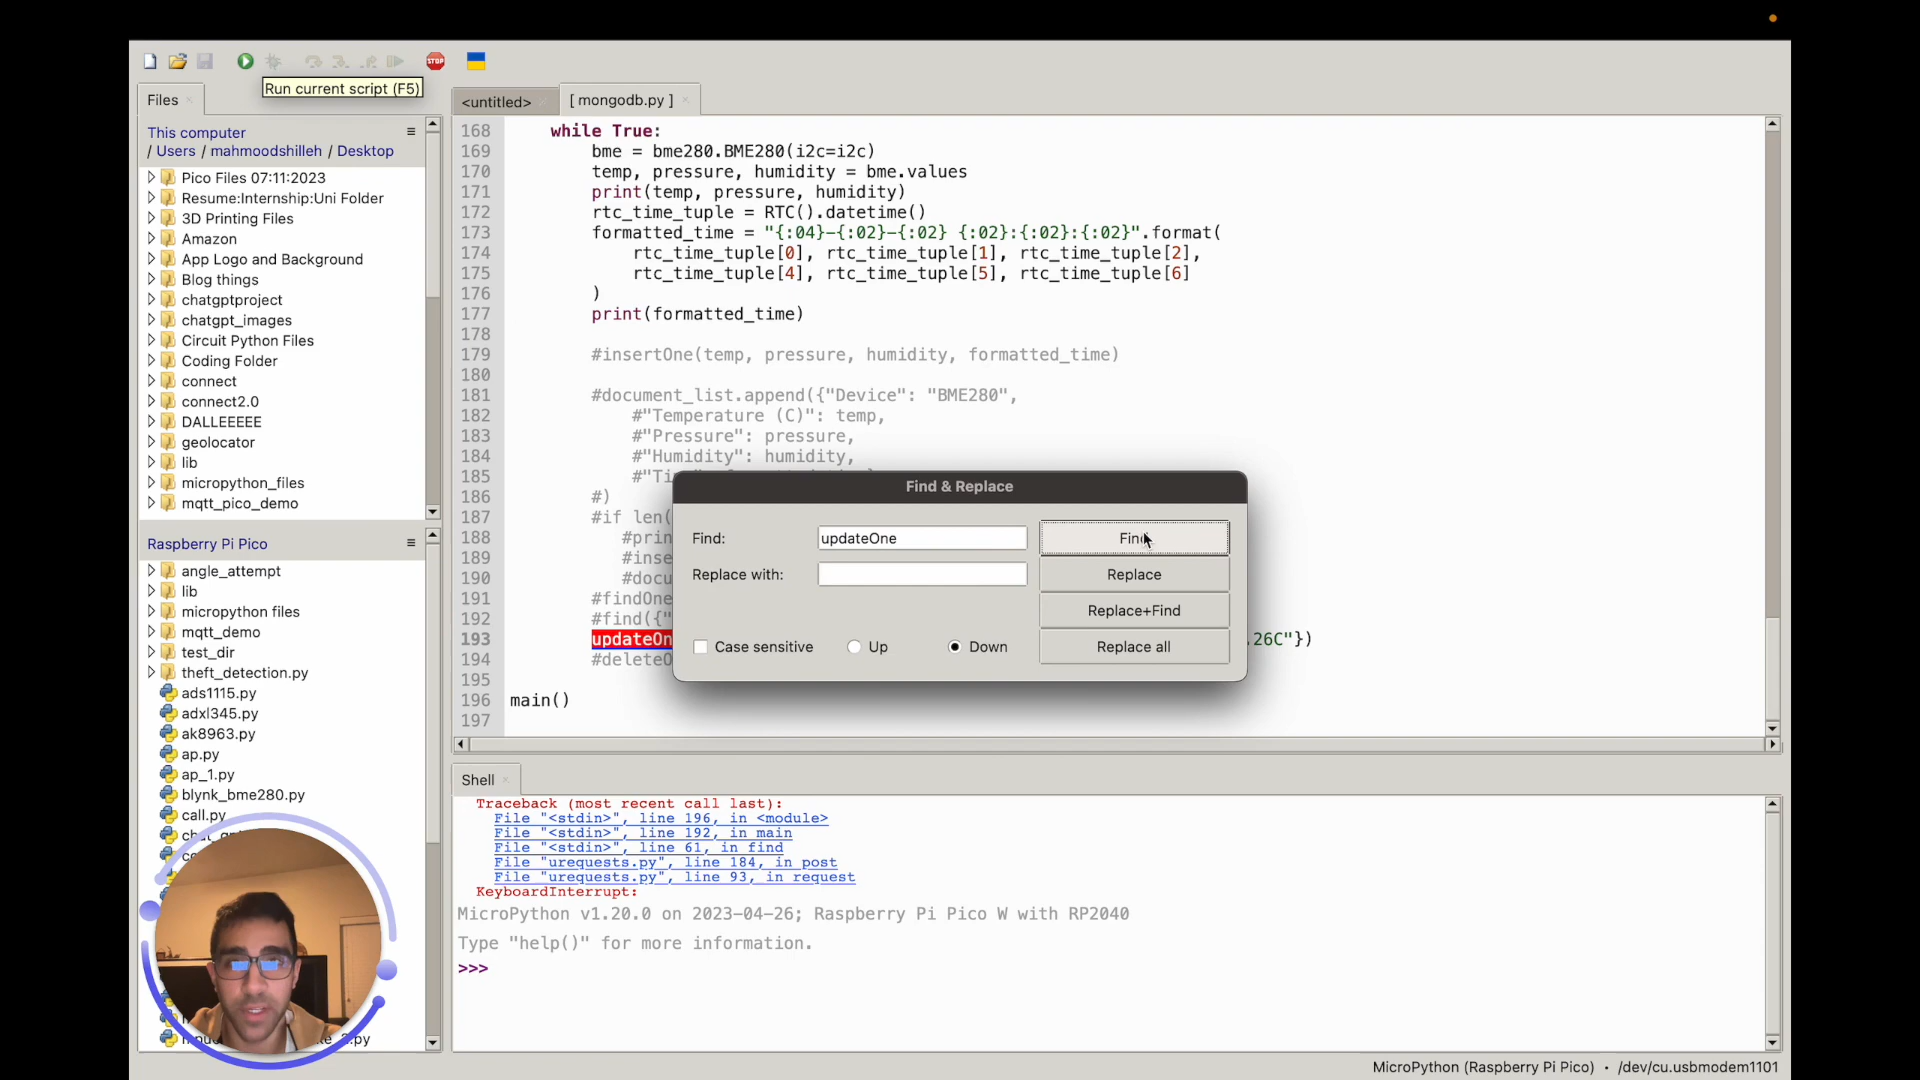 STOP
Run current script (F5)
Files
This computer
/ Users / mahmoodshilleh / Desktop
Pico Files 07:11:2023
Resume:Internship:Uni Folder
3D Printing Files
Amazon
App Logo and Background
Blog things
chatgptproject
chatgpt_images
Circuit Python Files
Coding Folder
connect
connect2.0
DALLEEEEE
geolocator
lib
micropython_files
mqtt_pico_demo
Raspberry Pi Pico
angle_attempt
lib
micropython files
mqtt_demo
test_dir
theft_detection.py
ads1115.py
adxl345.py
ak8963.py
ap.py
ap_1.py
blynk_bme280.py
call.py
<untitled>
[ mongodb.py ]
168 while True:
169 bme = bme280.BME280(i2c=i2c)
170 temp, pressure, humidity = bme.values
171 print(temp, pressure, humidity)
172 rtc_time_tuple = RTC().datetime()
173 formatted_time = "{:04}-{:02}-{:02} {:02}:{:02}:{:02}".format(
174 rtc_time_tuple[0], rtc_time_tuple[1], rtc_time_tuple[2],
175 rtc_time_tuple[4], rtc_time_tuple[5], rtc_time_tuple[6]
176 )
177 print(formatted_time)
178
179 #insertOne(temp, pressure, humidity, formatted_time)
180
181 #document_list.append({"Device": "BME280",
182 #"Temperature (C)": temp,
183 #"Pressure": pressure,
184 #"Humidity": humidity,
185
186 #)
187 #if len(
188 #prin
189 #inse
190 #docu
191 #findOne
192 #find({"
193 updateOn .26C"})
194 #deleteO
195
196 main()
197
Find & Replace
Find: updateOne Find
Replace with: Replace
Replace+Find
Case sensitive Up Down Replace all
Shell
Traceback (most recent call last):
File "<stdin>", line 196, in <module>
File "<stdin>", line 192, in main
File "<stdin>", line 61, in find
File "urequests.py", line 184, in post
File "urequests.py", line 93, in request
KeyboardInterrupt:
MicroPython v1.20.0 on 2023-04-26; Raspberry Pi Pico W with RP2040
Type "help()" for more information.
>>>
MicroPython (Raspberry Pi Pico) • /dev/cu.usbmodem1101